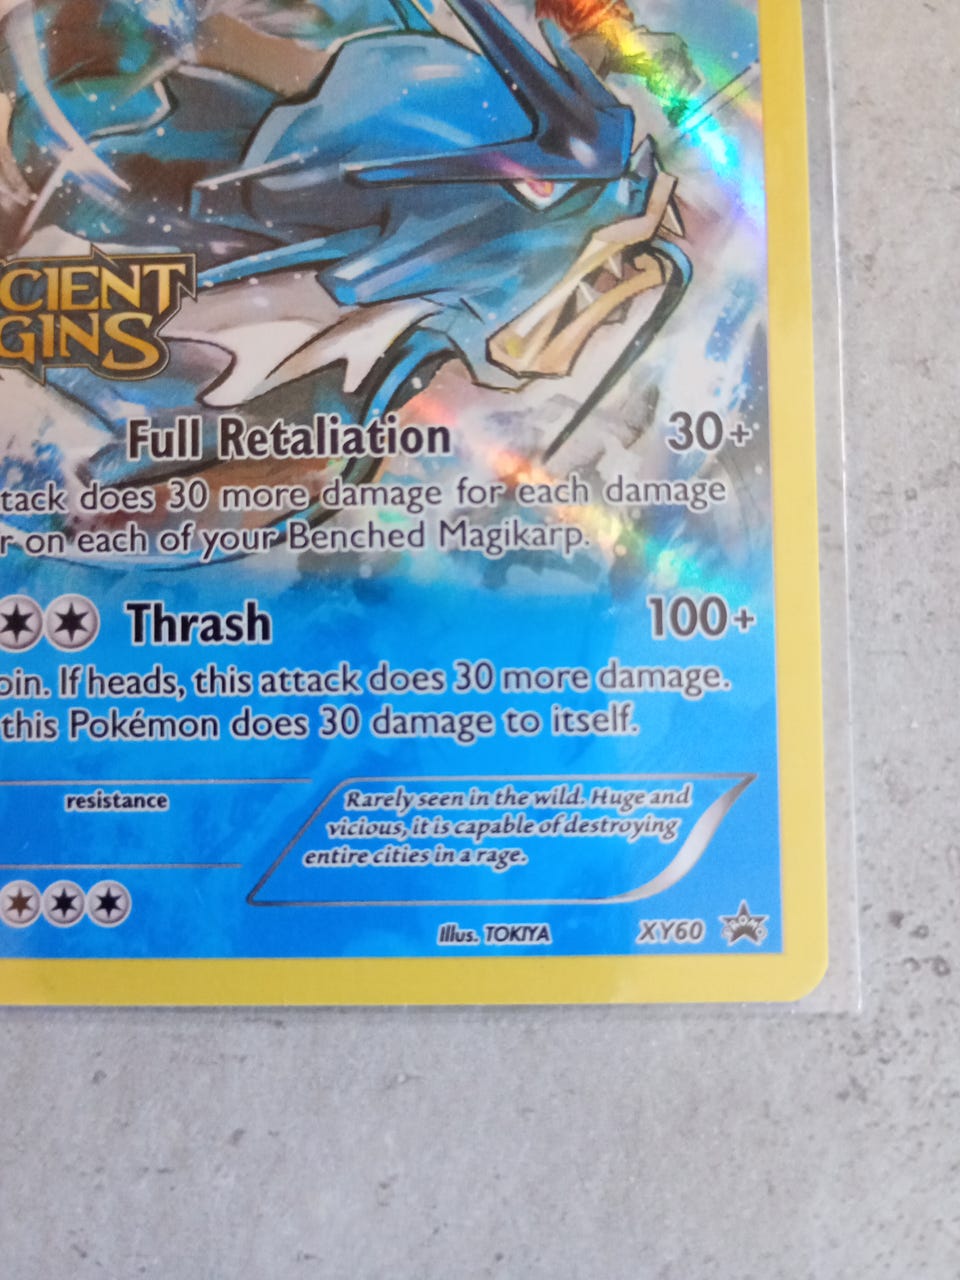 CIENT
GINS
Full Retaliation 30+
tack does 30 more damage for each damage
r on each of your Benched Magikarp.
Thrash 100+
oin. If heads, this attack does 30 more damage.
this Pokémon does 30 damage to itself.
resistance
Rarely seen in the wild. Huge and
vicious, it is capable of destroying
entire cities in a rage.
Illus. TOKIYA XY60